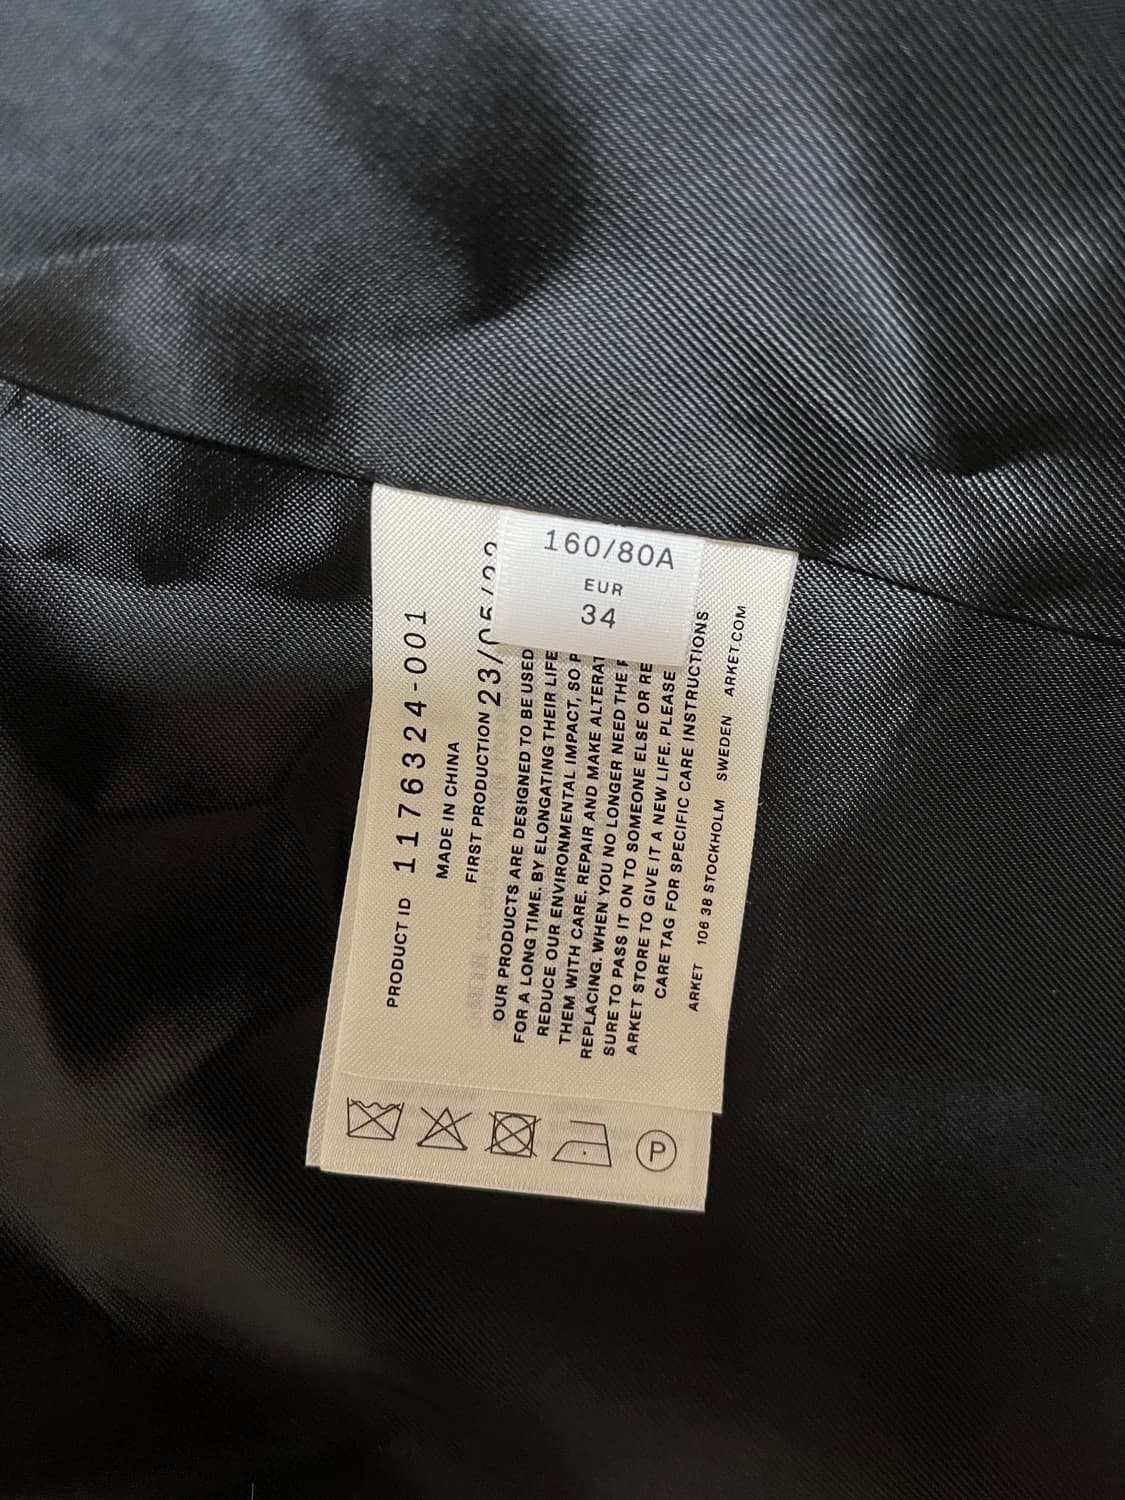 160/80A
EUR
34
PRODUCT ID 1176324-001
MADE IN CHINA
FIRST PRODUCTION 23/05/
OUR PRODUCTS ARE DESIGNED TO BE USED
FOR A LONG TIME. BY ELONGATING THEIR LIFE
REDUCE OUR ENVIRONMENTAL IMPACT, SO
THEM WITH CARE. REPAIR AND MAKE
REPLACING. WHEN YOU NO LONGER NEED THE
SURE TO PASS IT ON TO SOMEONE ELSE OR
ARKET STORE TO GIVE IT A NEW LIFE. PLEASE
CARE TAG FOR SPECIFIC CARE INSTRUCTIONS
ARKET 106 38 STOCKHOLM SWEDEN ARKET.COM
P